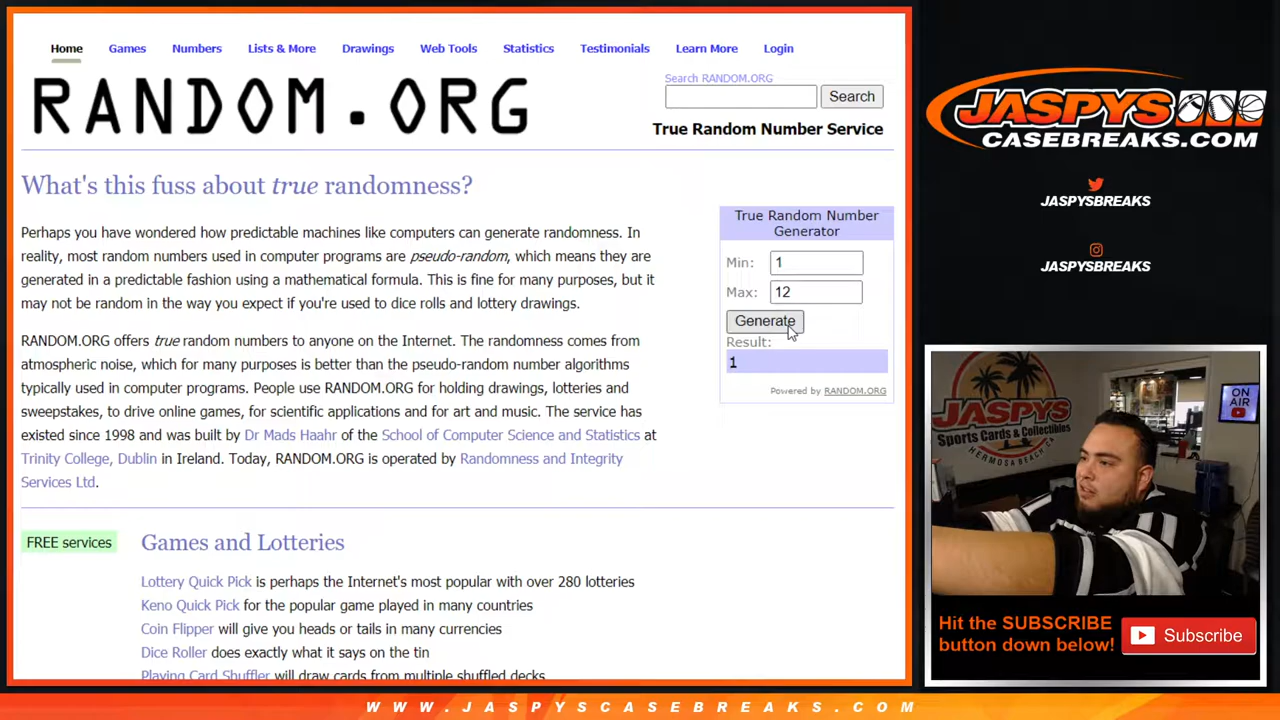 Home Games Numbers Lists & More Drawings Web Tools Statistics Testimonials Learn More Login
RANDOM.ORG
Search RANDOM.ORG
Search
True Random Number Service
What's this fuss about true randomness?
Perhaps you have wondered how predictable machines like computers can generate randomness. In
reality, most random numbers used in computer programs are pseudo-random, which means they are
generated in a predictable fashion using a mathematical formula. This is fine for many purposes, but it
may not be random in the way you expect if you're used to dice rolls and lottery drawings.
RANDOM.ORG offers true random numbers to anyone on the Internet. The randomness comes from
atmospheric noise, which for many purposes is better than the pseudo-random number algorithms
typically used in computer programs. People use RANDOM.ORG for holding drawings, lotteries and
sweepstakes, to drive online games, for scientific applications and for art and music. The service has
existed since 1998 and was built by Dr Mads Haahr of the School of Computer Science and Statistics at
Trinity College, Dublin in Ireland. Today, RANDOM.ORG is operated by Randomness and Integrity
Services Ltd.
True Random Number
Generator
Min: 1
Max: 12
Generate
Result:
1
Powered by RANDOM.ORG
FREE services
Games and Lotteries
Lottery Quick Pick is perhaps the Internet's most popular with over 280 lotteries
Keno Quick Pick for the popular game played in many countries
Coin Flipper will give you heads or tails in many currencies
Dice Roller does exactly what it says on the tin
Playing Card Shuffler will draw cards from multiple shuffled decks
JASPYS
CASEBREAKS.COM
JASPYSBREAKS
JASPYSBREAKS
JASPYS
Sports Cards & Collectibles
HERMOSA BEACH CA
ON
AIR
Hit the SUBSCRIBE
button down below!
Subscribe
WWW.JASPYSCASEBREAKS.COM